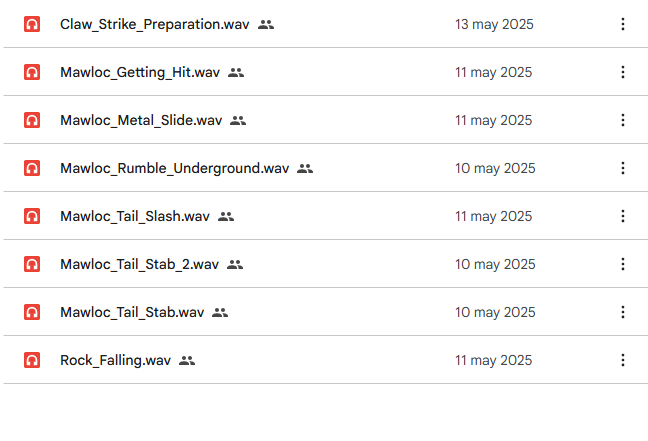 Claw_Strike_Preparation.wav 13 may 2025
Mawloc_Getting_Hit.wav 11 may 2025
Mawloc_Metal_Slide.wav 11 may 2025
Mawloc_Rumble_Underground.wav 10 may 2025
Mawloc_Tail_Slash.wav 11 may 2025
Mawloc_Tail_Stab_2.wav 10 may 2025
Mawloc_Tail_Stab.wav 10 may 2025
Rock_Falling.wav 11 may 2025